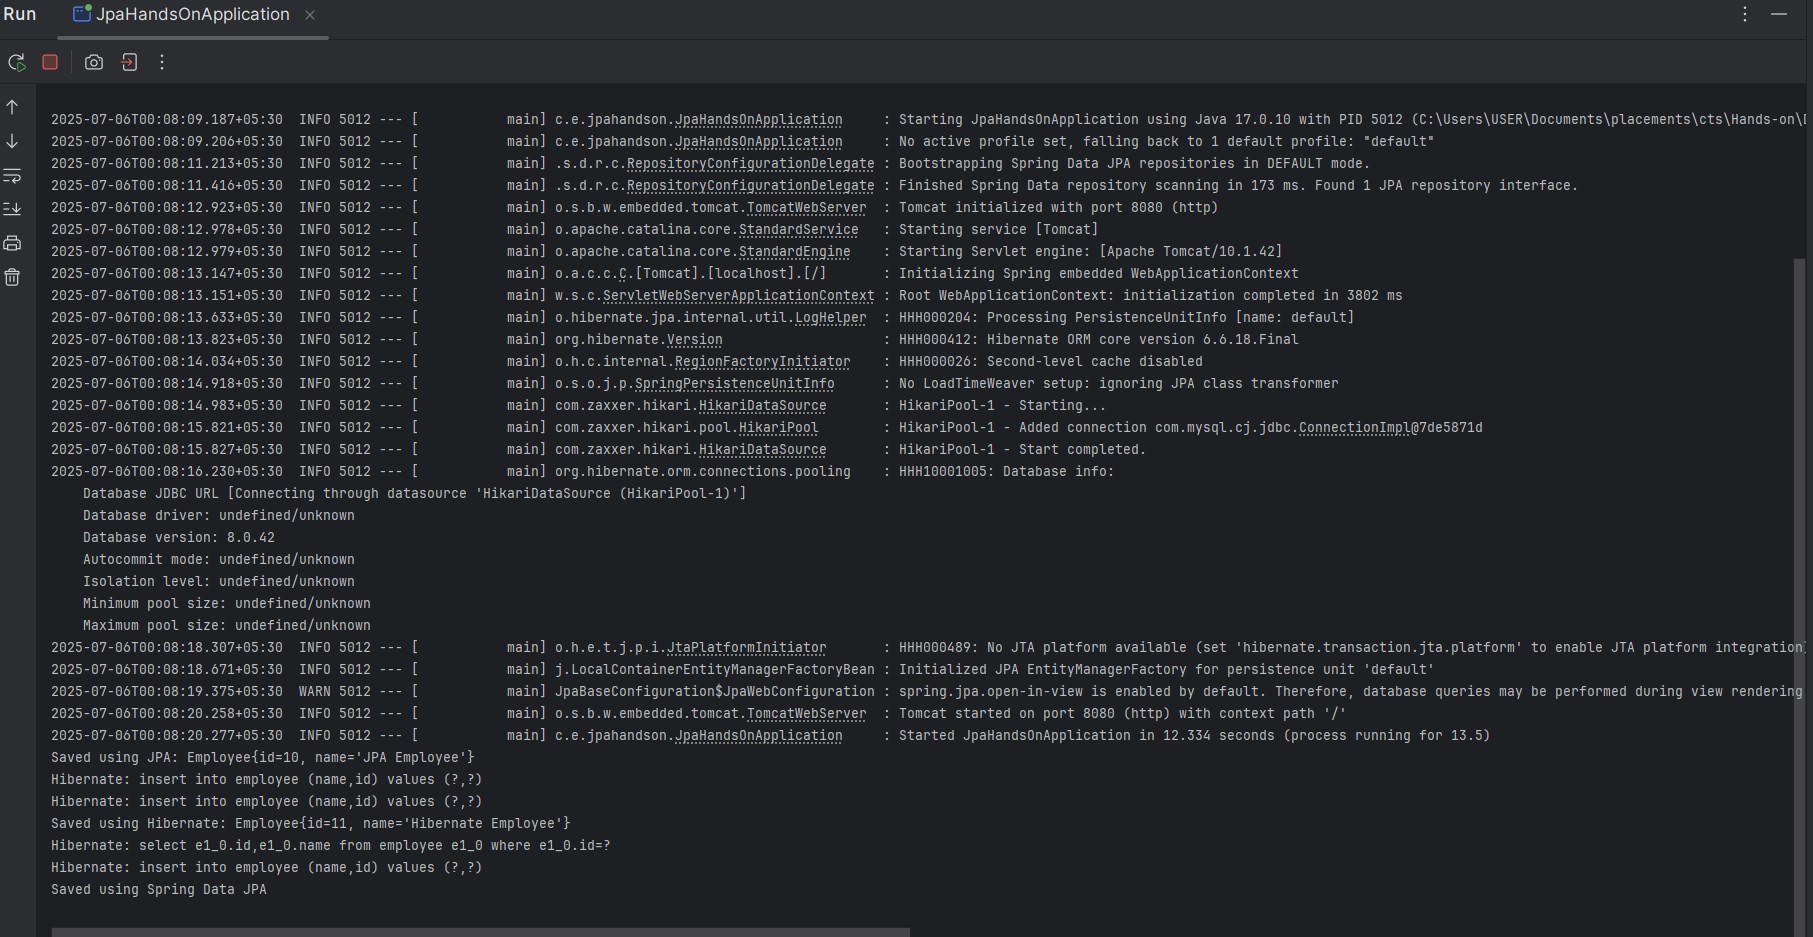 Run JpaHandsOnApplication
2025-07-06T00:08:09.187+05:30  INFO 5012 --- [           main] c.e.jpahandson.JpaHandsOnApplication     : Starting JpaHandsOnApplication using Java 17.0.10 with PID 5012 (C:\Users\USER\Documents\placements\cts\Hands-on\
2025-07-06T00:08:09.206+05:30  INFO 5012 --- [           main] c.e.jpahandson.JpaHandsOnApplication     : No active profile set, falling back to 1 default profile: "default"
2025-07-06T00:08:11.213+05:30  INFO 5012 --- [           main] .s.d.r.c.RepositoryConfigurationDelegate : Bootstrapping Spring Data JPA repositories in DEFAULT mode.
2025-07-06T00:08:11.416+05:30  INFO 5012 --- [           main] .s.d.r.c.RepositoryConfigurationDelegate : Finished Spring Data repository scanning in 173 ms. Found 1 JPA repository interface.
2025-07-06T00:08:12.923+05:30  INFO 5012 --- [           main] o.s.b.w.embedded.tomcat.TomcatWebServer  : Tomcat initialized with port 8080 (http)
2025-07-06T00:08:12.978+05:30  INFO 5012 --- [           main] o.apache.catalina.core.StandardService   : Starting service [Tomcat]
2025-07-06T00:08:12.979+05:30  INFO 5012 --- [           main] o.apache.catalina.core.StandardEngine    : Starting Servlet engine: [Apache Tomcat/10.1.42]
2025-07-06T00:08:13.147+05:30  INFO 5012 --- [           main] o.a.c.c.C.[Tomcat].[localhost].[/]       : Initializing Spring embedded WebApplicationContext
2025-07-06T00:08:13.151+05:30  INFO 5012 --- [           main] w.s.c.ServletWebServerApplicationContext : Root WebApplicationContext: initialization completed in 3802 ms
2025-07-06T00:08:13.633+05:30  INFO 5012 --- [           main] o.hibernate.jpa.internal.util.LogHelper  : HHH000204: Processing PersistenceUnitInfo [name: default]
2025-07-06T00:08:13.823+05:30  INFO 5012 --- [           main] org.hibernate.Version                    : HHH000412: Hibernate ORM core version 6.6.18.Final
2025-07-06T00:08:14.034+05:30  INFO 5012 --- [           main] o.h.c.internal.RegionFactoryInitiator    : HHH000026: Second-level cache disabled
2025-07-06T00:08:14.918+05:30  INFO 5012 --- [           main] o.s.o.j.p.SpringPersistenceUnitInfo      : No LoadTimeWeaver setup: ignoring JPA class transformer
2025-07-06T00:08:14.983+05:30  INFO 5012 --- [           main] com.zaxxer.hikari.HikariDataSource       : HikariPool-1 - Starting...
2025-07-06T00:08:15.821+05:30  INFO 5012 --- [           main] com.zaxxer.hikari.pool.HikariPool        : HikariPool-1 - Added connection com.mysql.cj.jdbc.ConnectionImpl@7de5871d
2025-07-06T00:08:15.827+05:30  INFO 5012 --- [           main] com.zaxxer.hikari.HikariDataSource       : HikariPool-1 - Start completed.
2025-07-06T00:08:16.230+05:30  INFO 5012 --- [           main] org.hibernate.orm.connections.pooling    : HHH10001005: Database info:
    Database JDBC URL [Connecting through datasource 'HikariDataSource (HikariPool-1)']
    Database driver: undefined/unknown
    Database version: 8.0.42
    Autocommit mode: undefined/unknown
    Isolation level: undefined/unknown
    Minimum pool size: undefined/unknown
    Maximum pool size: undefined/unknown
2025-07-06T00:08:18.307+05:30  INFO 5012 --- [           main] o.h.e.t.j.p.i.JtaPlatformInitiator       : HHH000489: No JTA platform available (set 'hibernate.transaction.jta.platform' to enable JTA platform integration
2025-07-06T00:08:18.671+05:30  INFO 5012 --- [           main] j.LocalContainerEntityManagerFactoryBean : Initialized JPA EntityManagerFactory for persistence unit 'default'
2025-07-06T00:08:19.375+05:30  WARN 5012 --- [           main] JpaBaseConfiguration$JpaWebConfiguration : spring.jpa.open-in-view is enabled by default. Therefore, database queries may be performed during view rendering
2025-07-06T00:08:20.258+05:30  INFO 5012 --- [           main] o.s.b.w.embedded.tomcat.TomcatWebServer  : Tomcat started on port 8080 (http) with context path '/'
2025-07-06T00:08:20.277+05:30  INFO 5012 --- [           main] c.e.jpahandson.JpaHandsOnApplication     : Started JpaHandsOnApplication in 12.334 seconds (process running for 13.5)
Saved using JPA: Employee{id=10, name='JPA Employee'}
Hibernate: insert into employee (name,id) values (?,?)
Hibernate: insert into employee (name,id) values (?,?)
Saved using Hibernate: Employee{id=11, name='Hibernate Employee'}
Hibernate: select e1_0.id,e1_0.name from employee e1_0 where e1_0.id=?
Hibernate: insert into employee (name,id) values (?,?)
Saved using Spring Data JPA